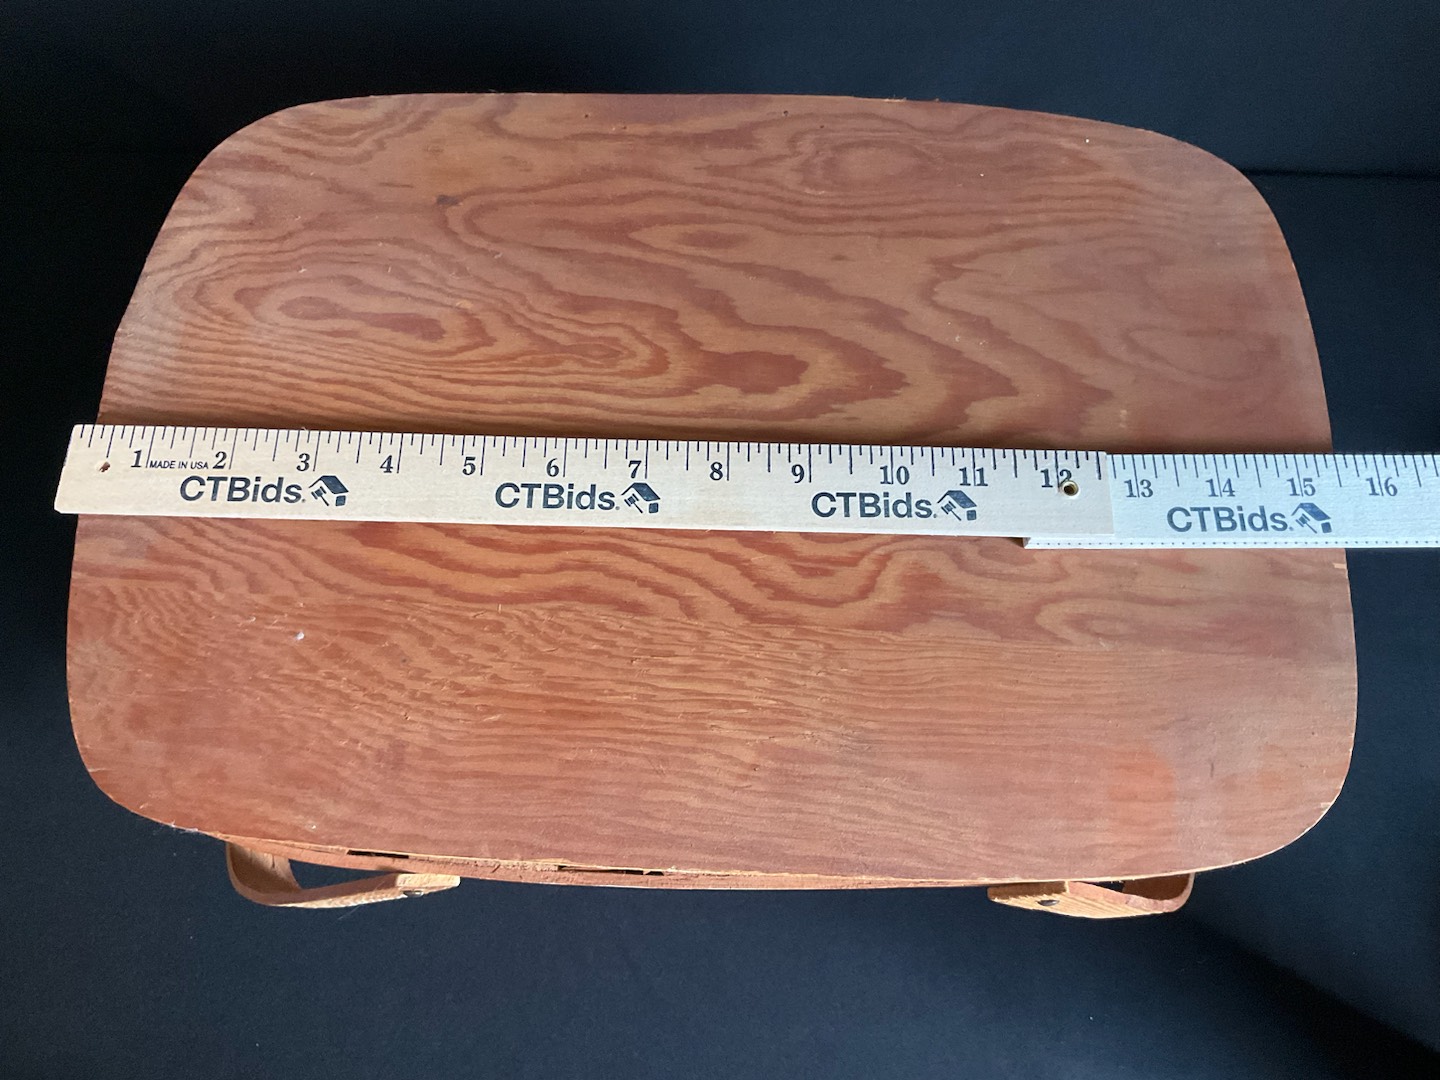 1 MADE IN USA 2 3 4 5 6 7 8 9 10 11 12 13 14 15 16
CTBids. CTBids. CTBids. CTBids.